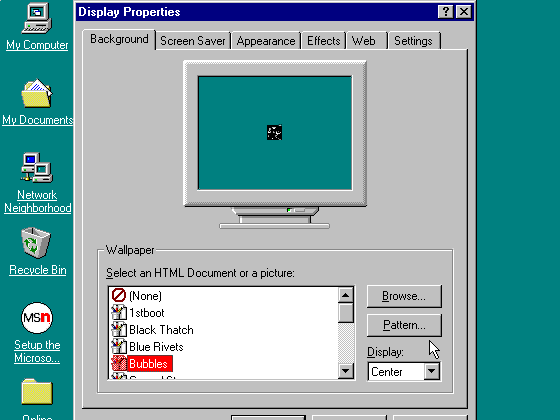 Display Properties
My Computer
My Documents
Network
Neighborhood
Recycle Bin
MSn
Setup the
Microso...
Online
Background
Screen Saver
Appearance
Effects
Web
Settings
Wallpaper
Select an HTML Document or a picture:
(None)
1stboot
Black Thatch
Blue Rivets
Bubbles
Browse...
Pattern...
Display:
Center